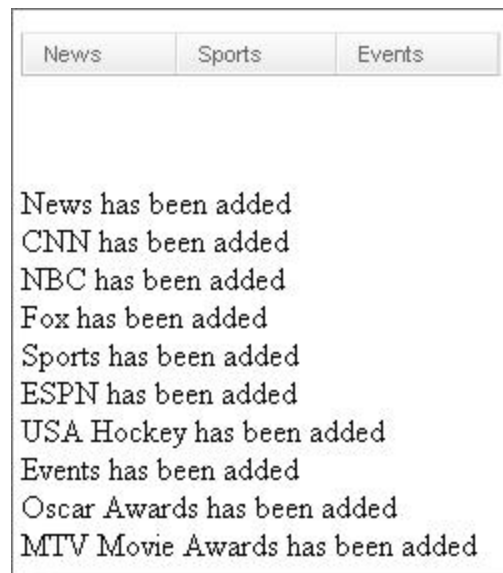 News Sports Events
News has been added
CNN has been added
NBC has been added
Fox has been added
Sports has been added
ESPN has been added
USA Hockey has been added
Events has been added
Oscar Awards has been added
MTV Movie Awards has been added